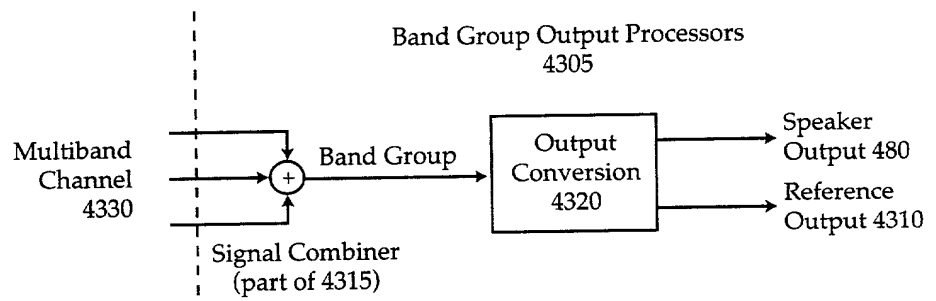 Band Group Output Processors
4305
Multiband
Channel
4330
+
Band Group
Output
Conversion
4320
Speaker
Output 480
Reference
Output 4310
Signal Combiner
(part of 4315)